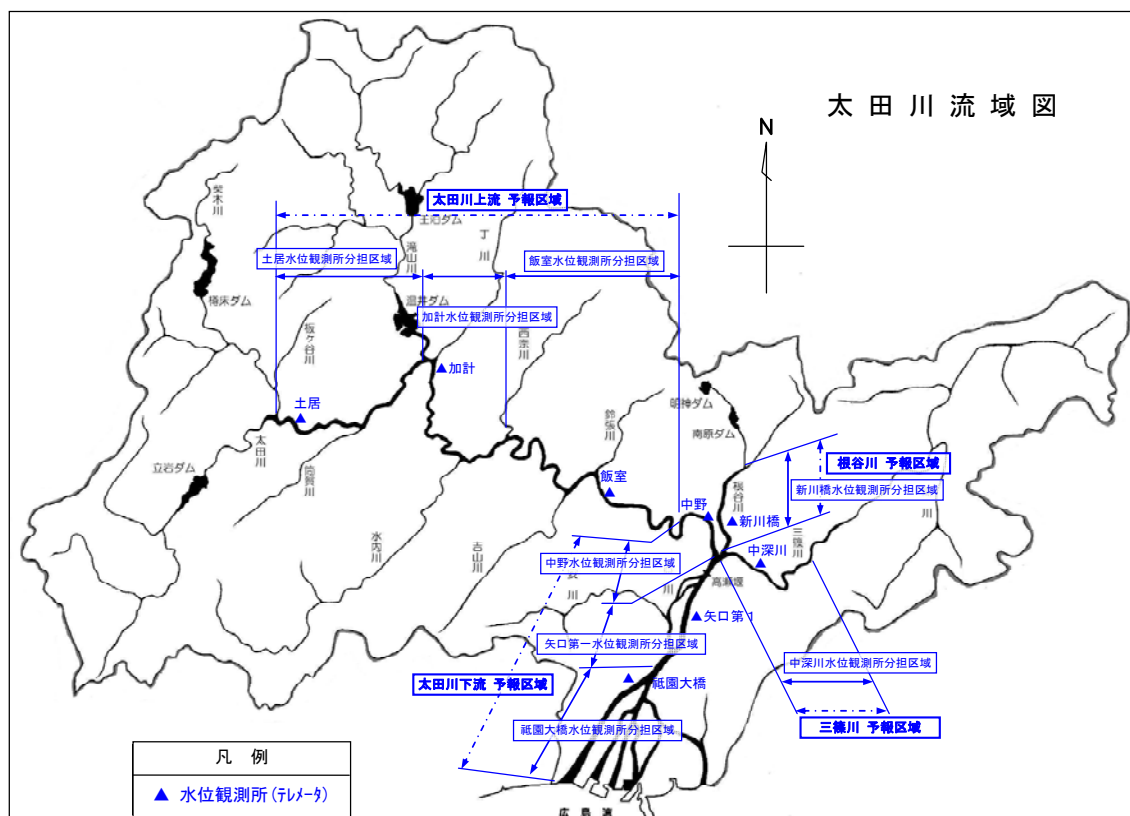 太田川流域図
N
柴木川
太田川上流 予報区域
王泊ダム
丁川
滝山川
土居水位観測所分担区域
飯室水位観測所分担区域
樽床ダム
温井ダム
加計水位観測所分担区域
板ヶ谷川
西宗川
加計
土居
明神ダム
鈴張川
南原ダム
太田川
立岩ダム
筒賀川
根谷川 予報区域
飯室
根谷川
新川橋水位観測所分担区域
川
中野
新川橋
水内川
吉山川
三篠川
中深川
中野水位観測所分担区域
川
川
高瀬堰
矢口第1
矢口第一水位観測所分担区域
中深川水位観測所分担区域
太田川下流 予報区域
祇園大橋
祇園大橋水位観測所分担区域
三篠川 予報区域
凡 例
▲ 水位観測所(テレメータ)
広島湾